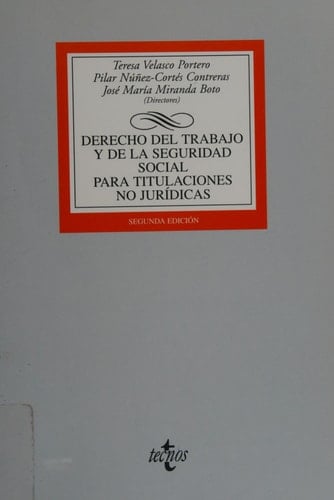 Teresa Velasco Portero
Pilar Núñez-Cortés Contreras
José María Miranda Boto
(Directores)
DERECHO DEL TRABAJO
Y DE LA SEGURIDAD
SOCIAL
PARA TITULACIONES
NO JURÍDICAS
SEGUNDA EDICIÓN
tecnos